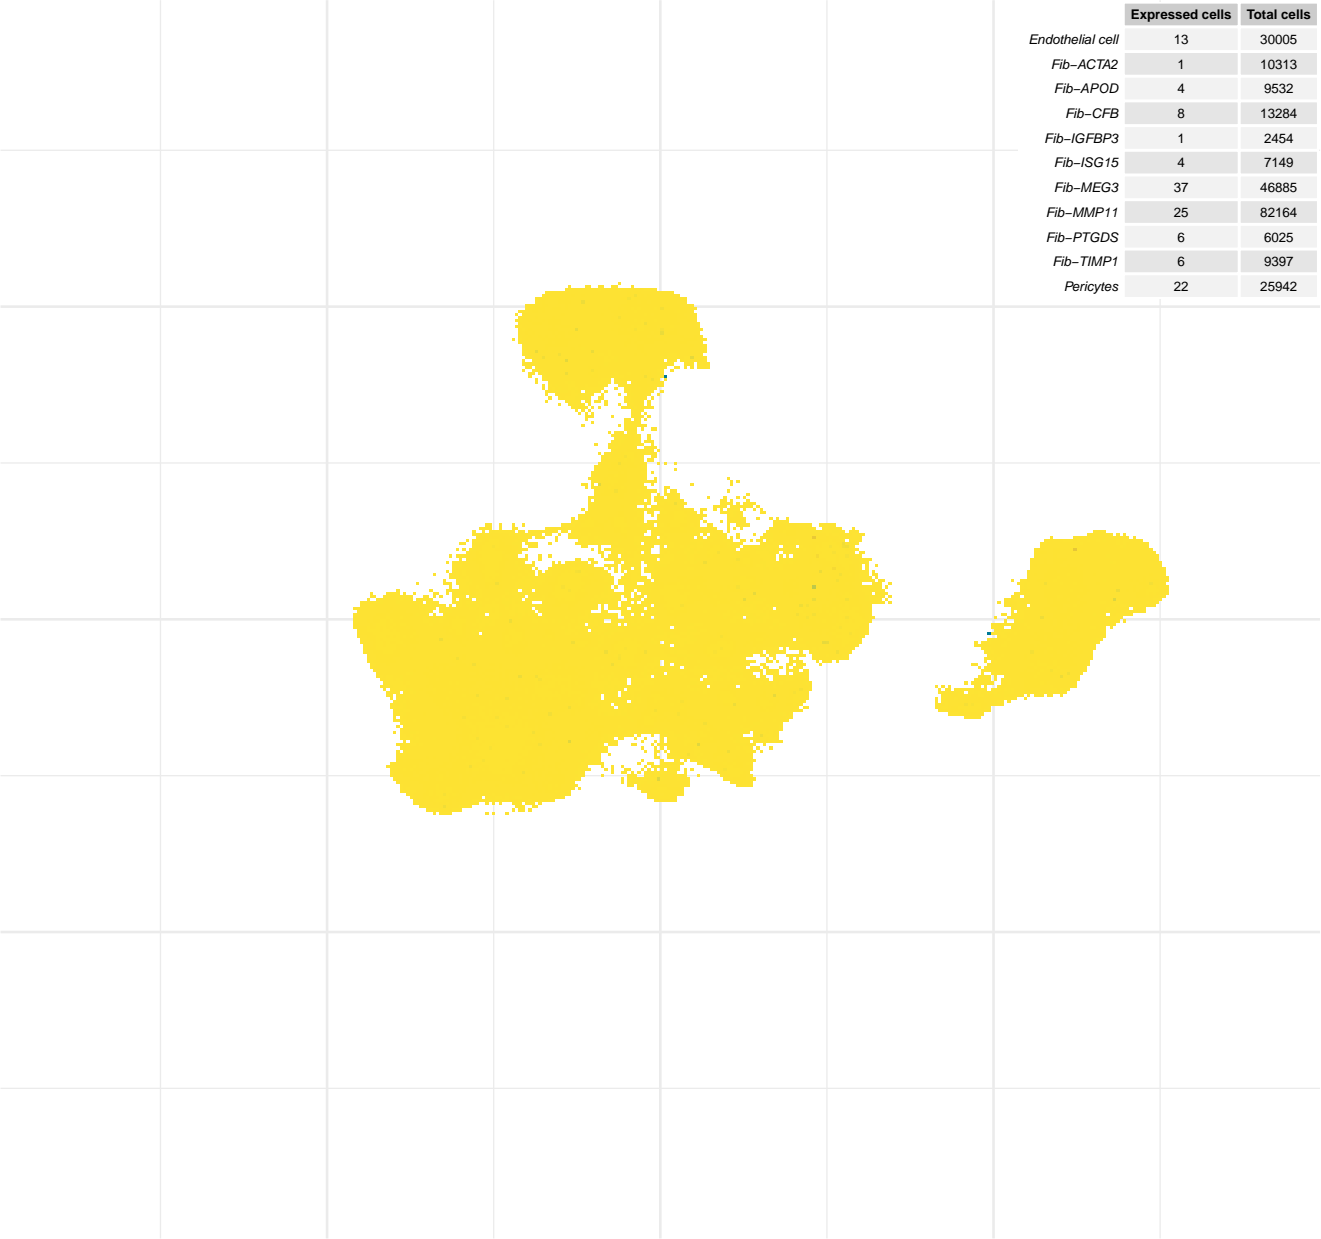 Expressed cells Total cells
Endothelial cell 13 30005
Fib−ACTA2 1 10313
Fib−APOD 4 9532
Fib−CFB 8 13284
Fib−IGFBP3 1 2454
Fib−ISG15 4 7149
Fib−MEG3 37 46885
Fib−MMP11 25 82164
Fib−PTGDS 6 6025
Fib−TIMP1 6 9397
Pericytes 22 25942